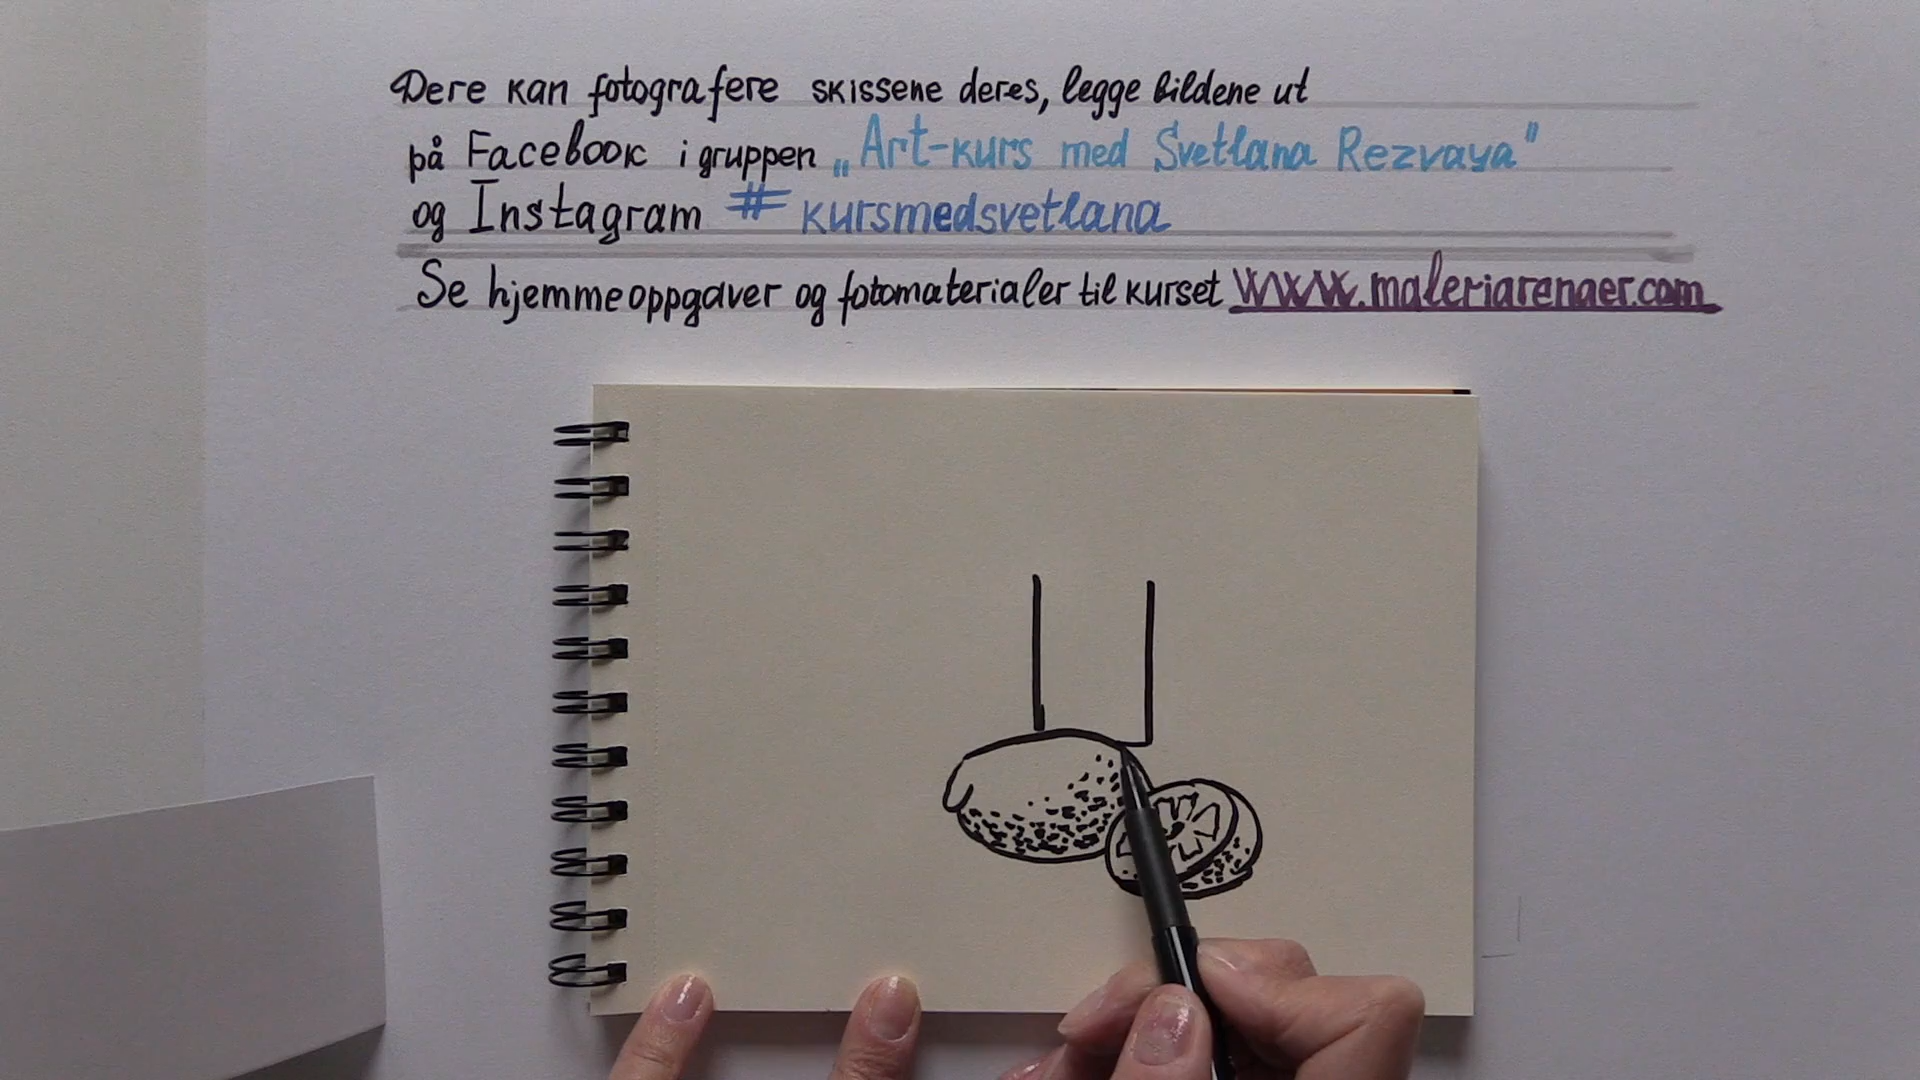 Dere kan fotografere skissene deres, legge bildene ut
på Facebook i gruppen „Art-kurs med Svetlana Rezvaya"
og Instagram #kursmedsvetlana
Se hjemmeoppgaver og fotomaterialer til kurset www.maleriarenaer.com